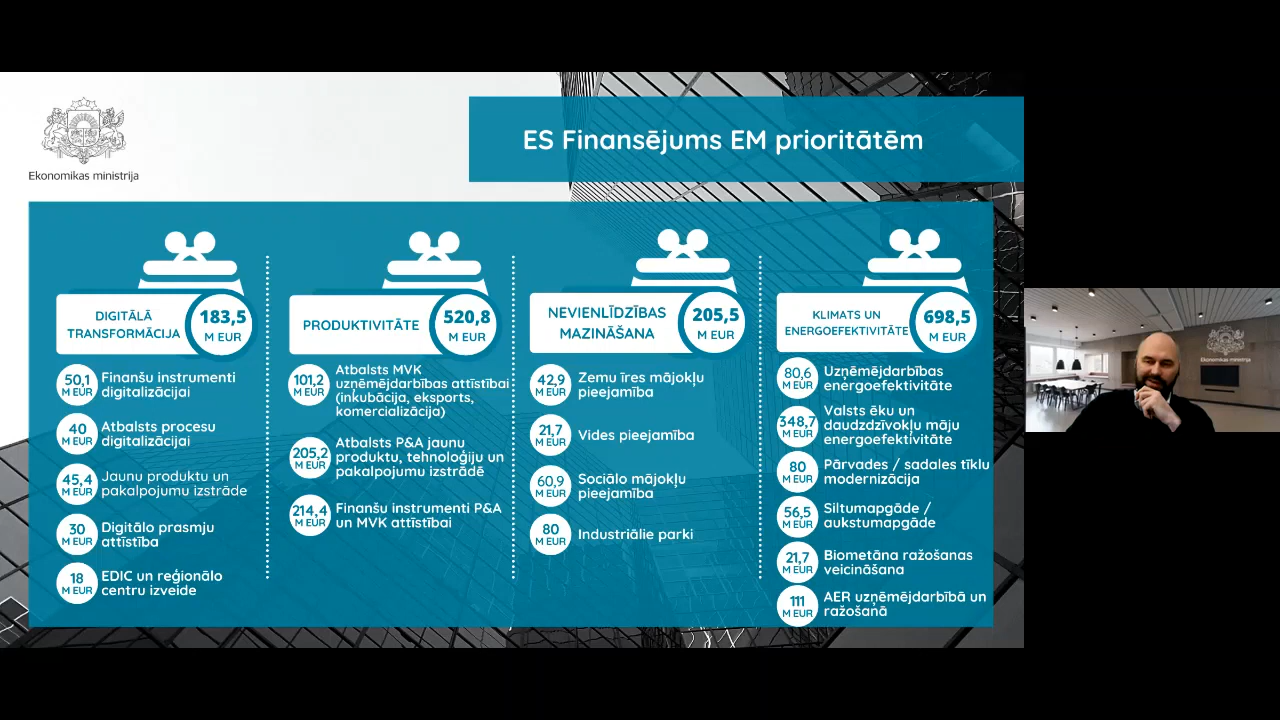 Ekonomikas ministrija
ES Finansējums EM prioritātēm
DIGITĀLĀ
TRANSFORMĀCIJA
183,5
M EUR
50,1
M EUR
Finanšu instrumenti
digitalizācijai
40
M EUR
Atbalsts procesu
digitalizācijai
45,4
M EUR
Jaunu produktu un
pakalpojumu izstrāde
30
M EUR
Digitālo prasmju
attīstība
18
M EUR
EDIC un reģionālo
centru izveide
PRODUKTIVITĀTE
520,8
M EUR
101,2
M EUR
Atbalsts MVK
uzņēmējdarbības attīstībai
(inkubācija, eksports,
komercializācija)
205,2
M EUR
Atbalsts P&A jaunu
produktu, tehnoloģiju un
pakalpojumu izstrādē
214,4
M EUR
Finanšu instrumenti P&A
un MVK attīstībai
NEVIENLĪDZĪBAS
MAZINĀŠANA
205,5
M EUR
42,9
M EUR
Zemu īres mājokļu
pieejamība
21,7
M EUR
Vides pieejamība
60,9
M EUR
Sociālo mājokļu
pieejamība
80
M EUR
Industriālie parki
KLIMATS UN
ENERGOEFEKTIVITĀTE
698,5
M EUR
80,6
M EUR
Uzņēmējdarbības
energoefektivitāte
348,7
M EUR
Valsts ēku un
daudzdzīvokļu māju
energoefektivitāte
80
M EUR
Pārvades / sadales tīklu
modernizācija
56,5
M EUR
Siltumapgāde /
aukstumapgāde
21,7
M EUR
Biometāna ražošanas
veicināšana
111
M EUR
AER uzņēmējdarbībā un
ražošanā
Ekonomikas ministrija